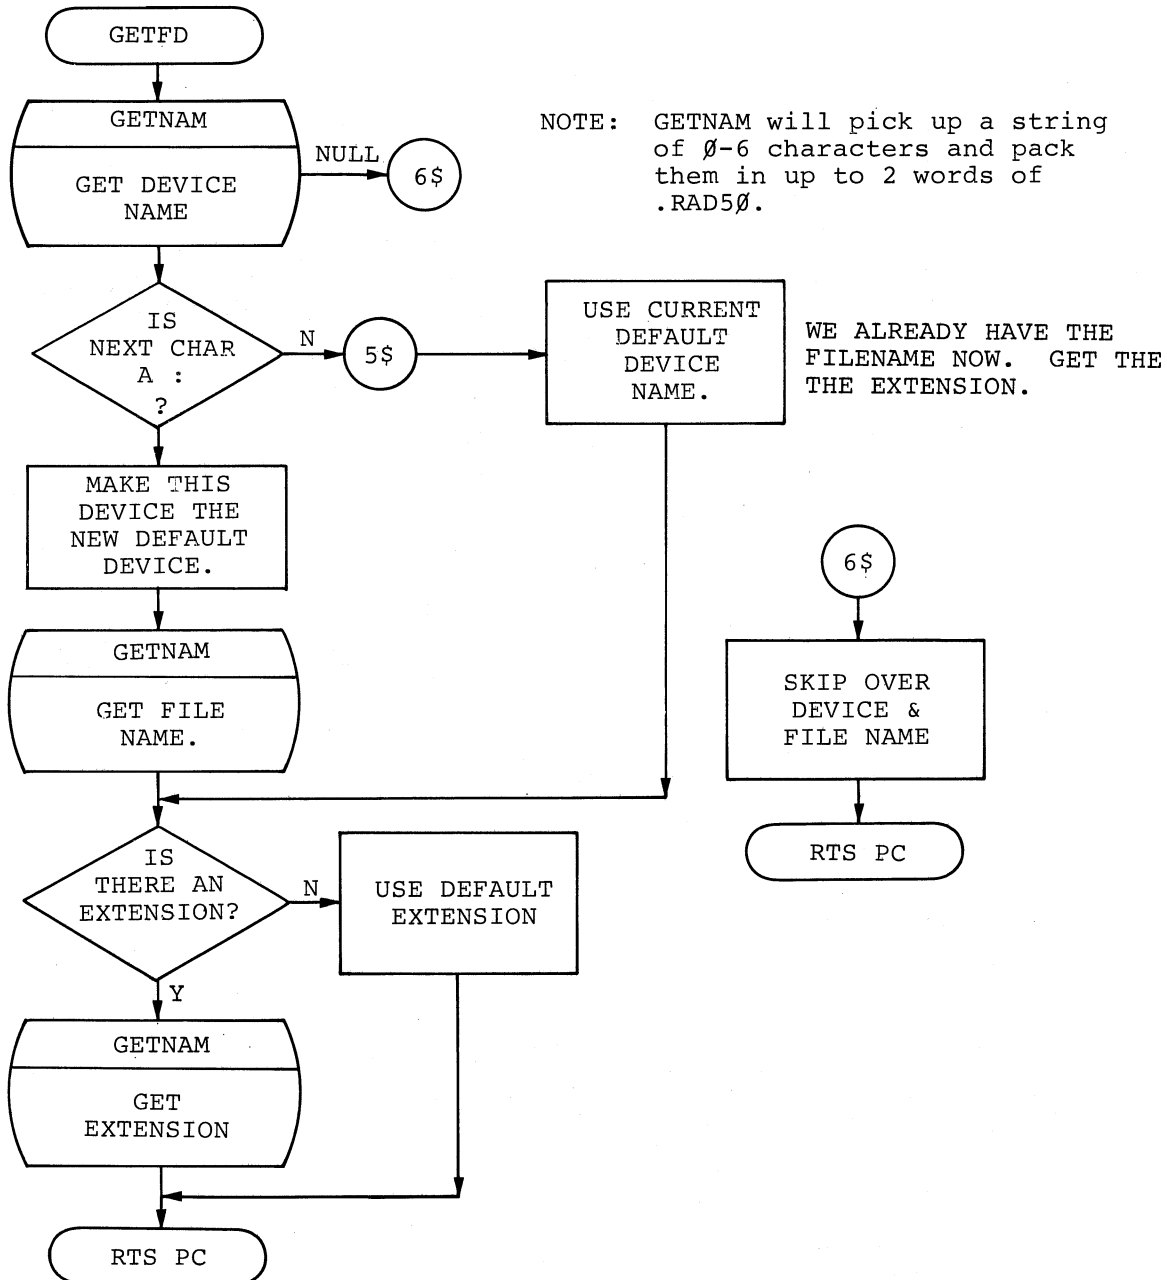 GETFD
GETNAM
GET DEVICE
NAME
NULL
6$
NOTE: GETNAM will pick up a string
of Ø-6 characters and pack
them in up to 2 words of
.RAD5Ø.
IS
NEXT CHAR
A :
?
N
5$
USE CURRENT
DEFAULT
DEVICE
NAME.
WE ALREADY HAVE THE
FILENAME NOW. GET THE
THE EXTENSION.
MAKE THIS
DEVICE THE
NEW DEFAULT
DEVICE.
GETNAM
GET FILE
NAME.
6$
SKIP OVER
DEVICE &
FILE NAME
RTS PC
IS
THERE AN
EXTENSION?
N
USE DEFAULT
EXTENSION
Y
GETNAM
GET
EXTENSION
RTS PC